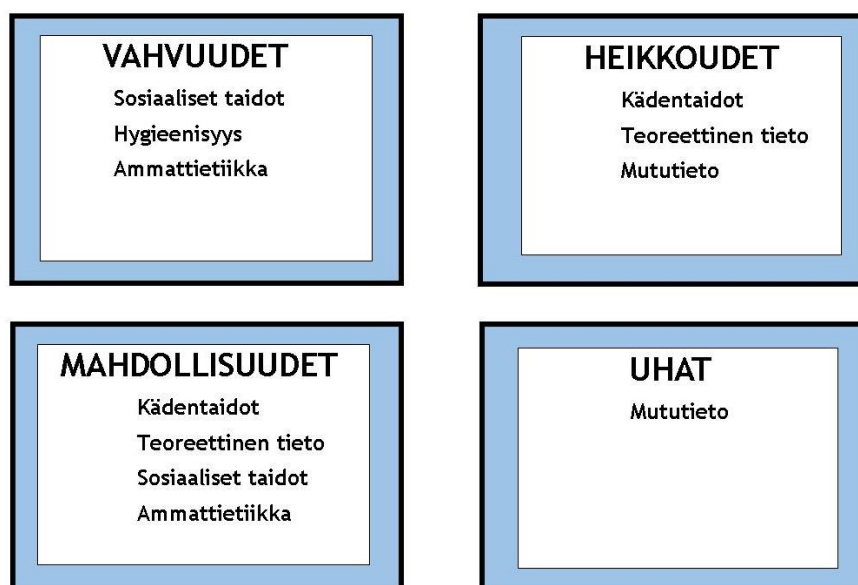 VAHVUUDET
Sosiaaliset taidot
Hygieenisyys
Ammattietiikka
HEIKKOUDET
Kädentaidot
Teoreettinen tieto
Mututieto
MAHDOLLISUUDET
Kädentaidot
Teoreettinen tieto
Sosiaaliset taidot
Ammattietiikka
UHAT
Mututieto